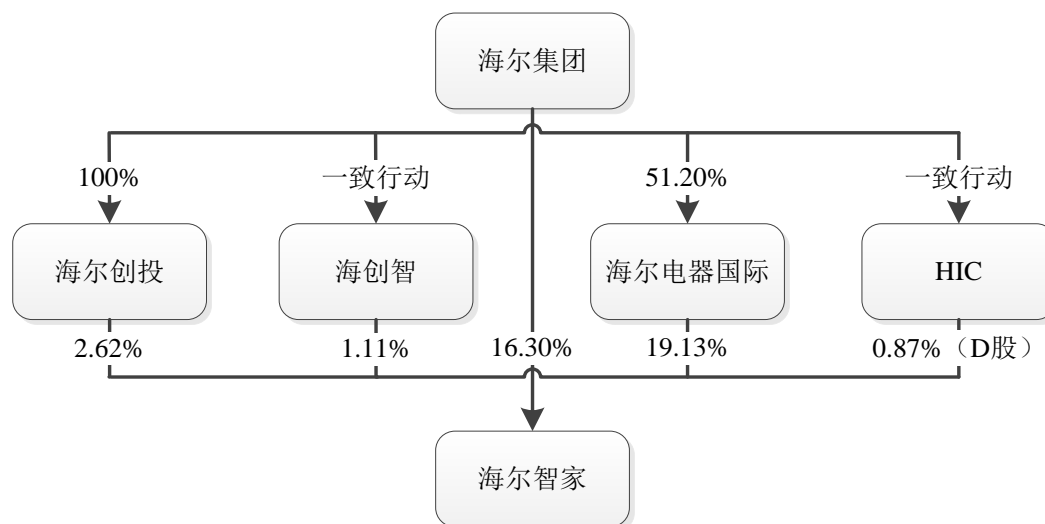 海尔集团
100%
一致行动
51.20%
一致行动
海尔创投
海创智
海尔电器国际
HIC
2.62%
1.11%
16.30%
19.13%
0.87%（D股）
海尔智家